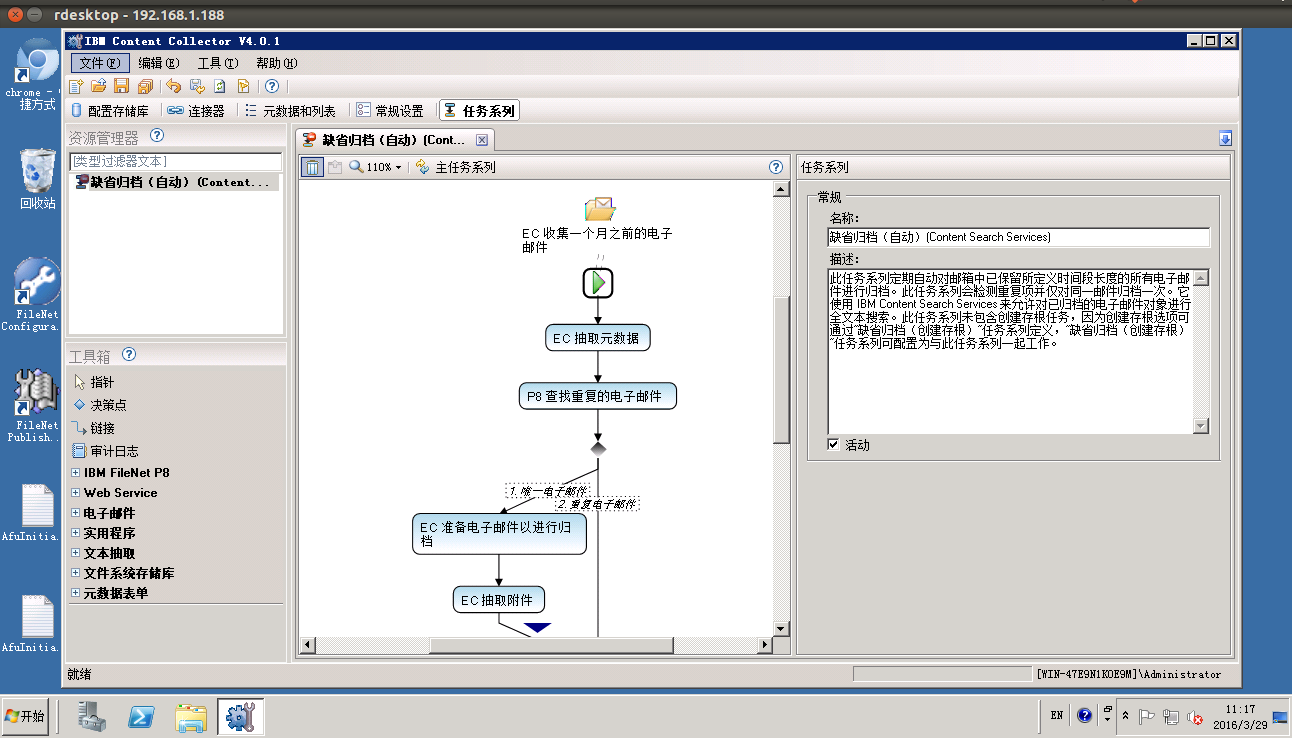 rdesktop - 192.168.1.188
IBM Content Collector V4.0.1
文件(F) 编辑(E) 工具(T) 帮助(H)
配置存储库 连接器 元数据和列表 常规设置 任务系列
资源管理器
[类型过滤器文本]
缺省归档（自动）(Content...
工具箱
指针
决策点
链接
审计日志
IBM FileNet P8
Web Service
电子邮件
实用程序
文本抽取
文件系统存储库
元数据表单
缺省归档（自动）(Cont...
110% 主任务系列
EC 收集一个月之前的电子
邮件
EC 抽取元数据
P8 查找重复的电子邮件
1. 唯一电子邮件
2. 重复电子邮件
EC 准备电子邮件以进行归
档
EC 抽取附件
任务系列
常规
名称：
缺省归档（自动）(Content Search Services)
描述：
此任务系列定期自动对邮箱中已保留所定义时间段长度的所有电子邮
件进行归档。此任务系列会脸测重复项并仅对同一邮件归档一次。它
使用 IBM Content Search Services 来允许对已归档的电子邮件对象进行
全文本搜索。此任务系列未包含创建存根任务，因为创建存根选项可
通过"缺省归档（创建存根）"任务系列定义，"缺省归档（创建存根）
"任务系列可配置为与此任务系列一起工作。
活动
就绪
[WIN-47E9N1KOE9M]\Administrator
chrome -
捷方式
回收站
FileNet
Configura.
FileNet
Publish..
AfuInitia.
AfuInitia.
开始
EN
11:17
2016/3/29